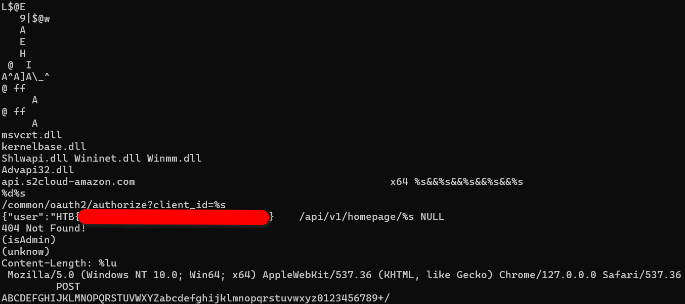 L$@E
9|$@w
A
E
H
@ I
A^A]A\_^
@ ff
A
@ ff
A
msvcrt.dll
kernelbase.dll
Shlwapi.dll Wininet.dll Winmm.dll
Advapi32.dll
api.s2cloud-amazon.com x64 %s&&%s&&%s&&%s&&%s
%d%s
/common/oauth2/authorize?client_id=%s
{"user":"HTB{ } /api/v1/homepage/%s NULL
404 Not Found!
(isAdmin)
(unknow)
Content-Length: %lu
Mozilla/5.0 (Windows NT 10.0; Win64; x64) AppleWebKit/537.36 (KHTML, like Gecko) Chrome/127.0.0.0 Safari/537.36
POST
ABCDEFGHIJKLMNOPQRSTUVWXYZabcdefghijklmnopqrstuvwxyz0123456789+/